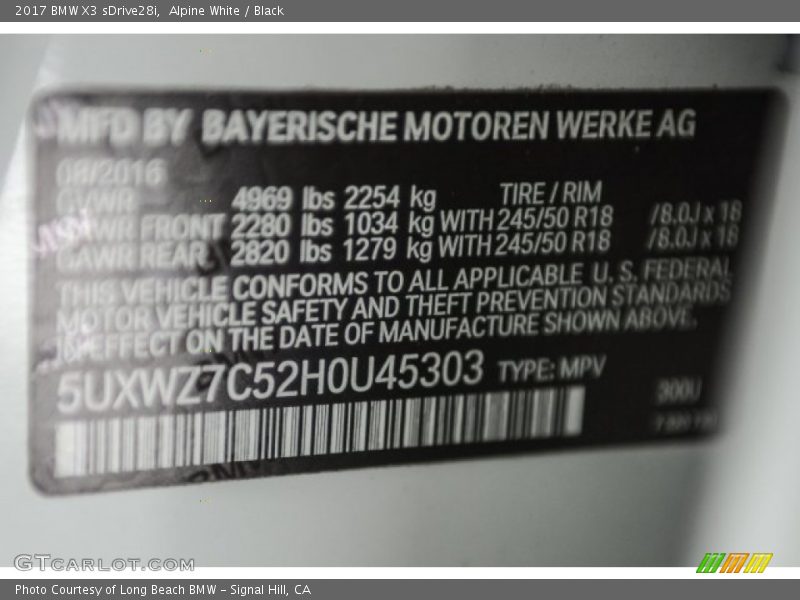 2017 BMW X3 sDrive28i,  Alpine White / Black
MFD BY BAYERISCHE MOTOREN WERKE AG
08/2016
GVWR 4969 lbs 2254 kg TIRE / RIM
GAWR FRONT 2280 lbs 1034 kg WITH 245/50 R18 /8.0J x 18
GAWR REAR 2820 lbs 1279 kg WITH 245/50 R18 /8.0J x 18
THIS VEHICLE CONFORMS TO ALL APPLICABLE U. S. FEDERAL
MOTOR VEHICLE SAFETY AND THEFT PREVENTION STANDARDS
IN EFFECT ON THE DATE OF MANUFACTURE SHOWN ABOVE.
5UXWZ7C52H0U45303 TYPE: MPV
300U
GTCARLOT.COM
Photo Courtesy of Long Beach BMW - Signal Hill, CA